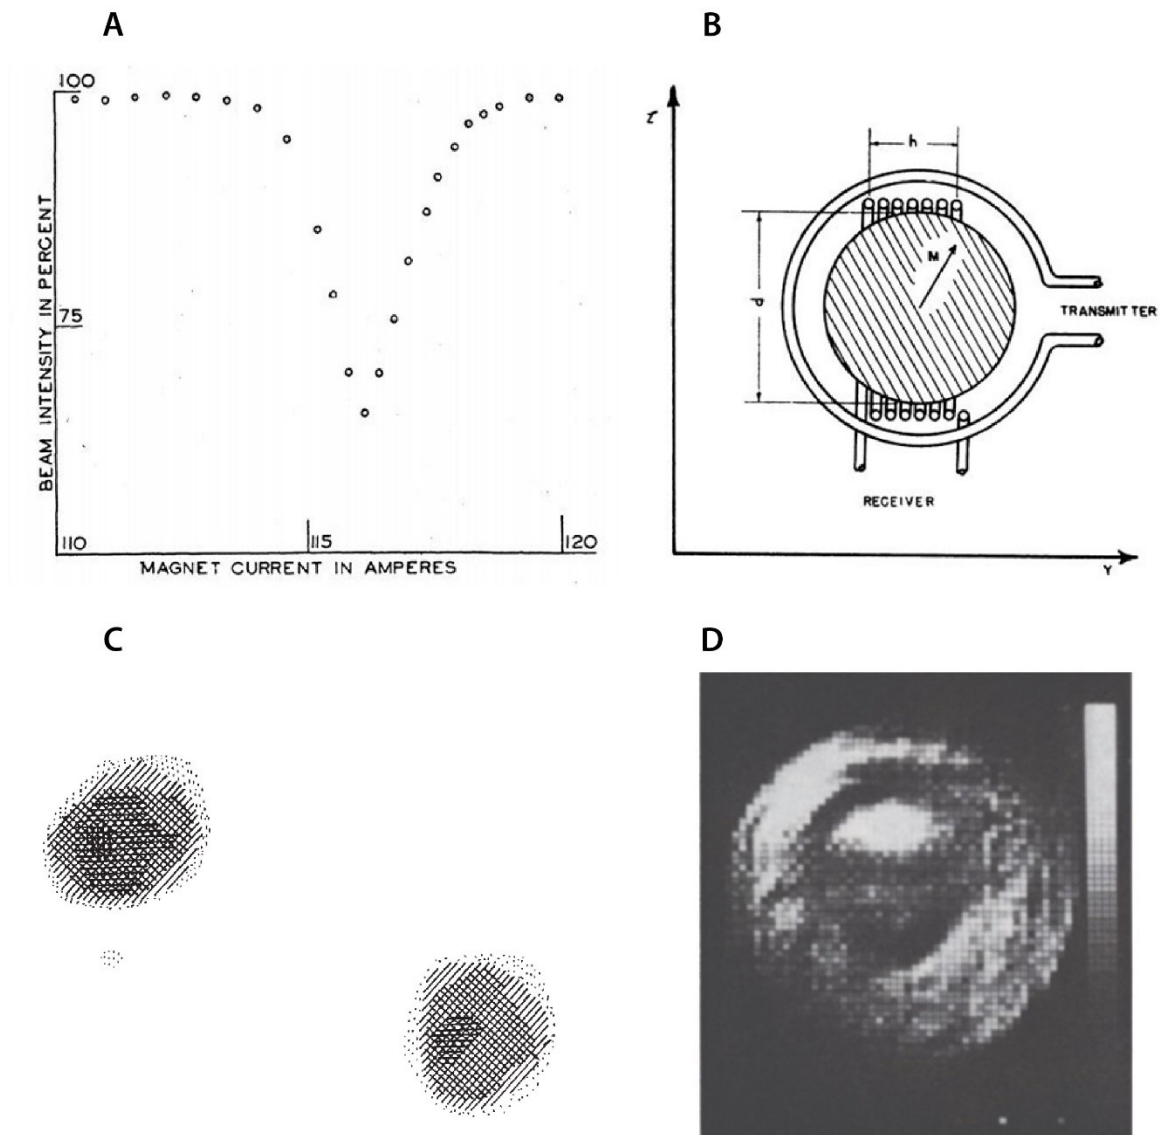 A
100
75
BEAM INTENSITY IN PERCENT
110
115
120
MAGNET CURRENT IN AMPERES
B
τ
h
M
d
TRANSMITTER
RECEIVER
Y
C
D